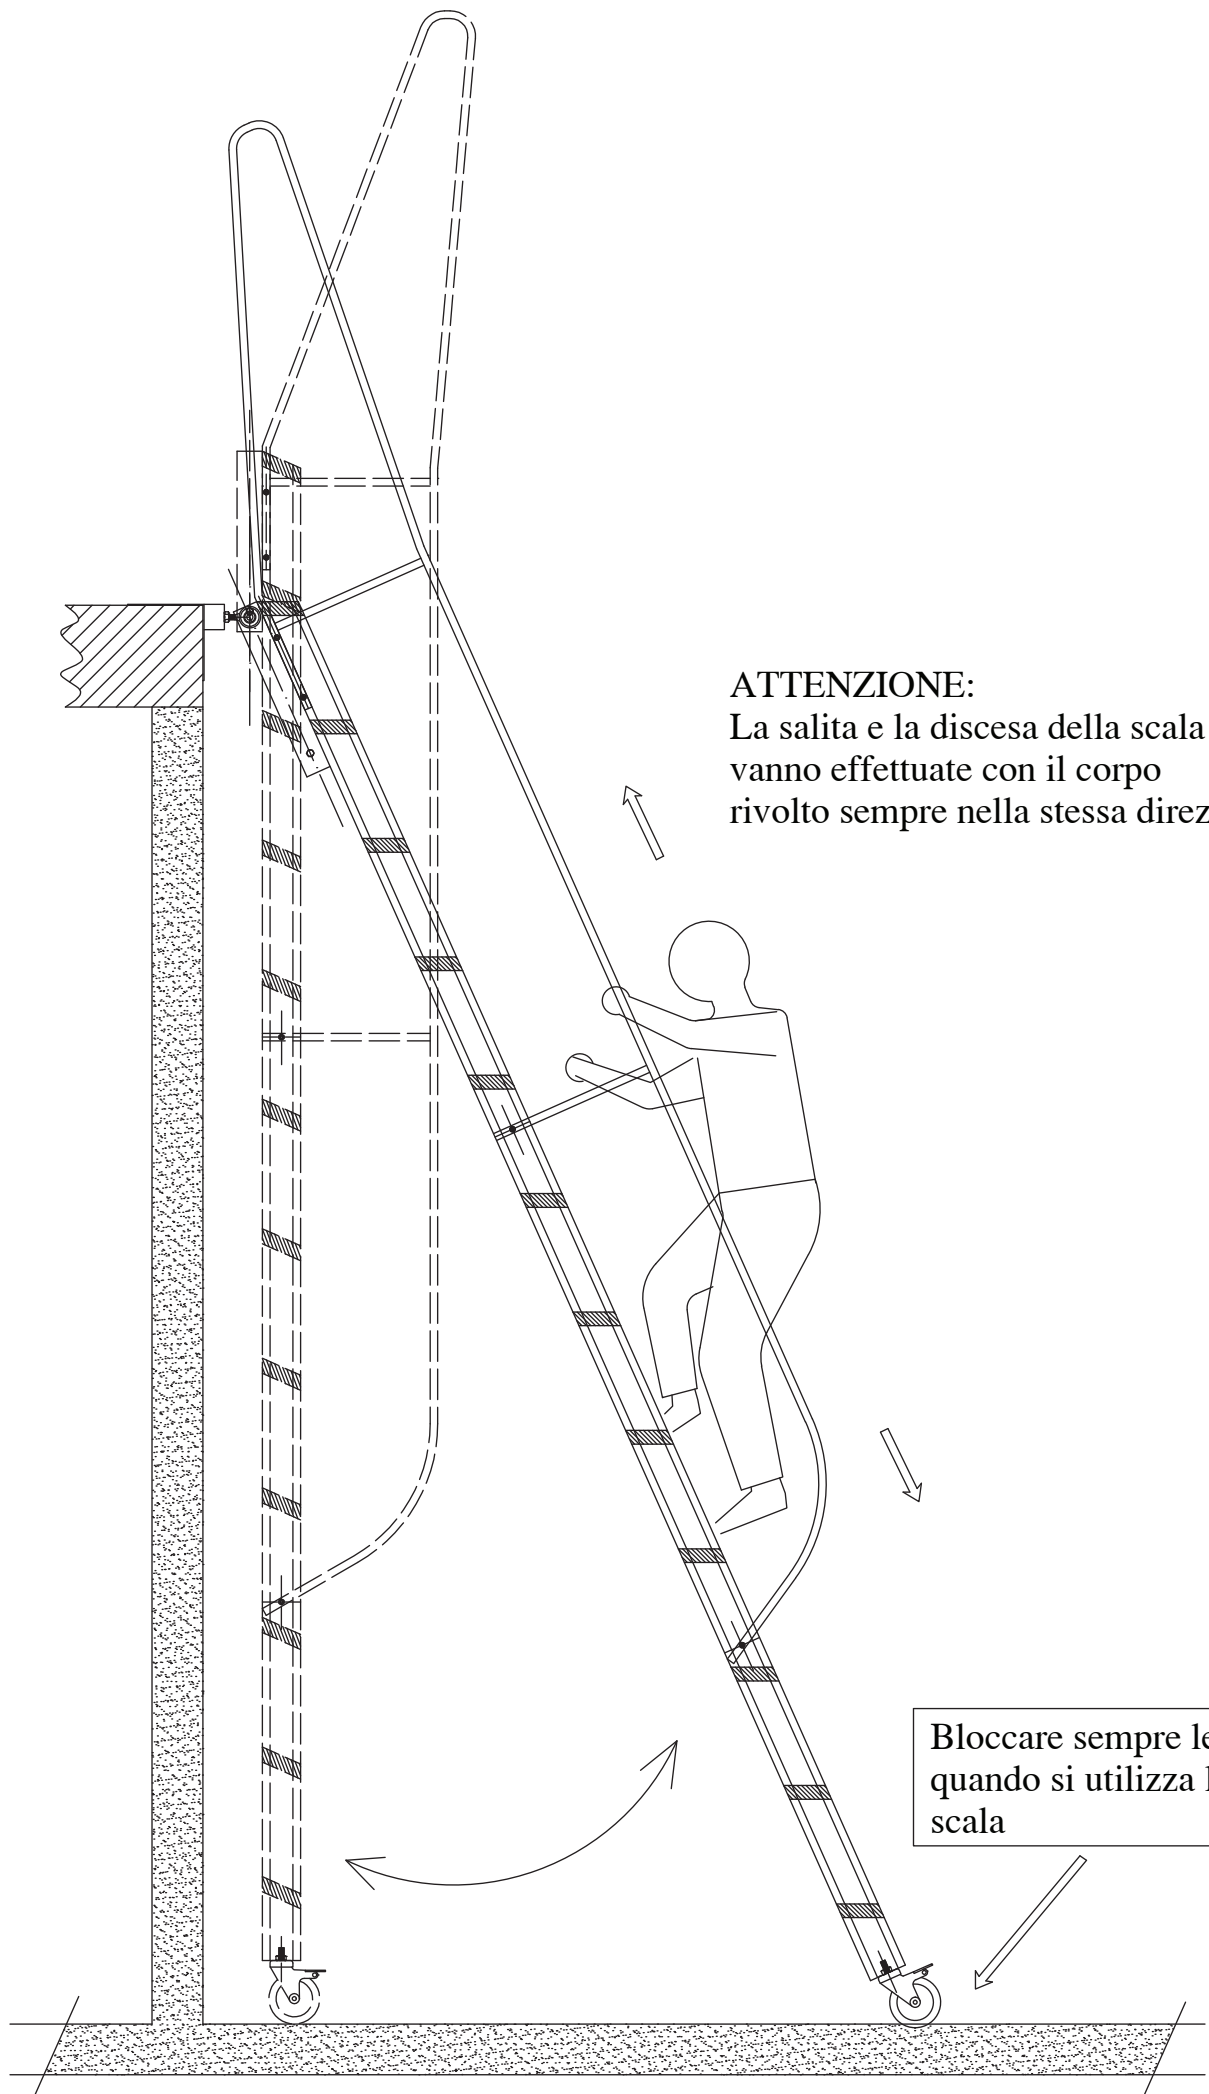 ATTENZIONE:
La salita e la discesa della scala
vanno effettuate con il corpo
rivolto sempre nella stessa
Bloccare sempre
quando si utilizza
scala